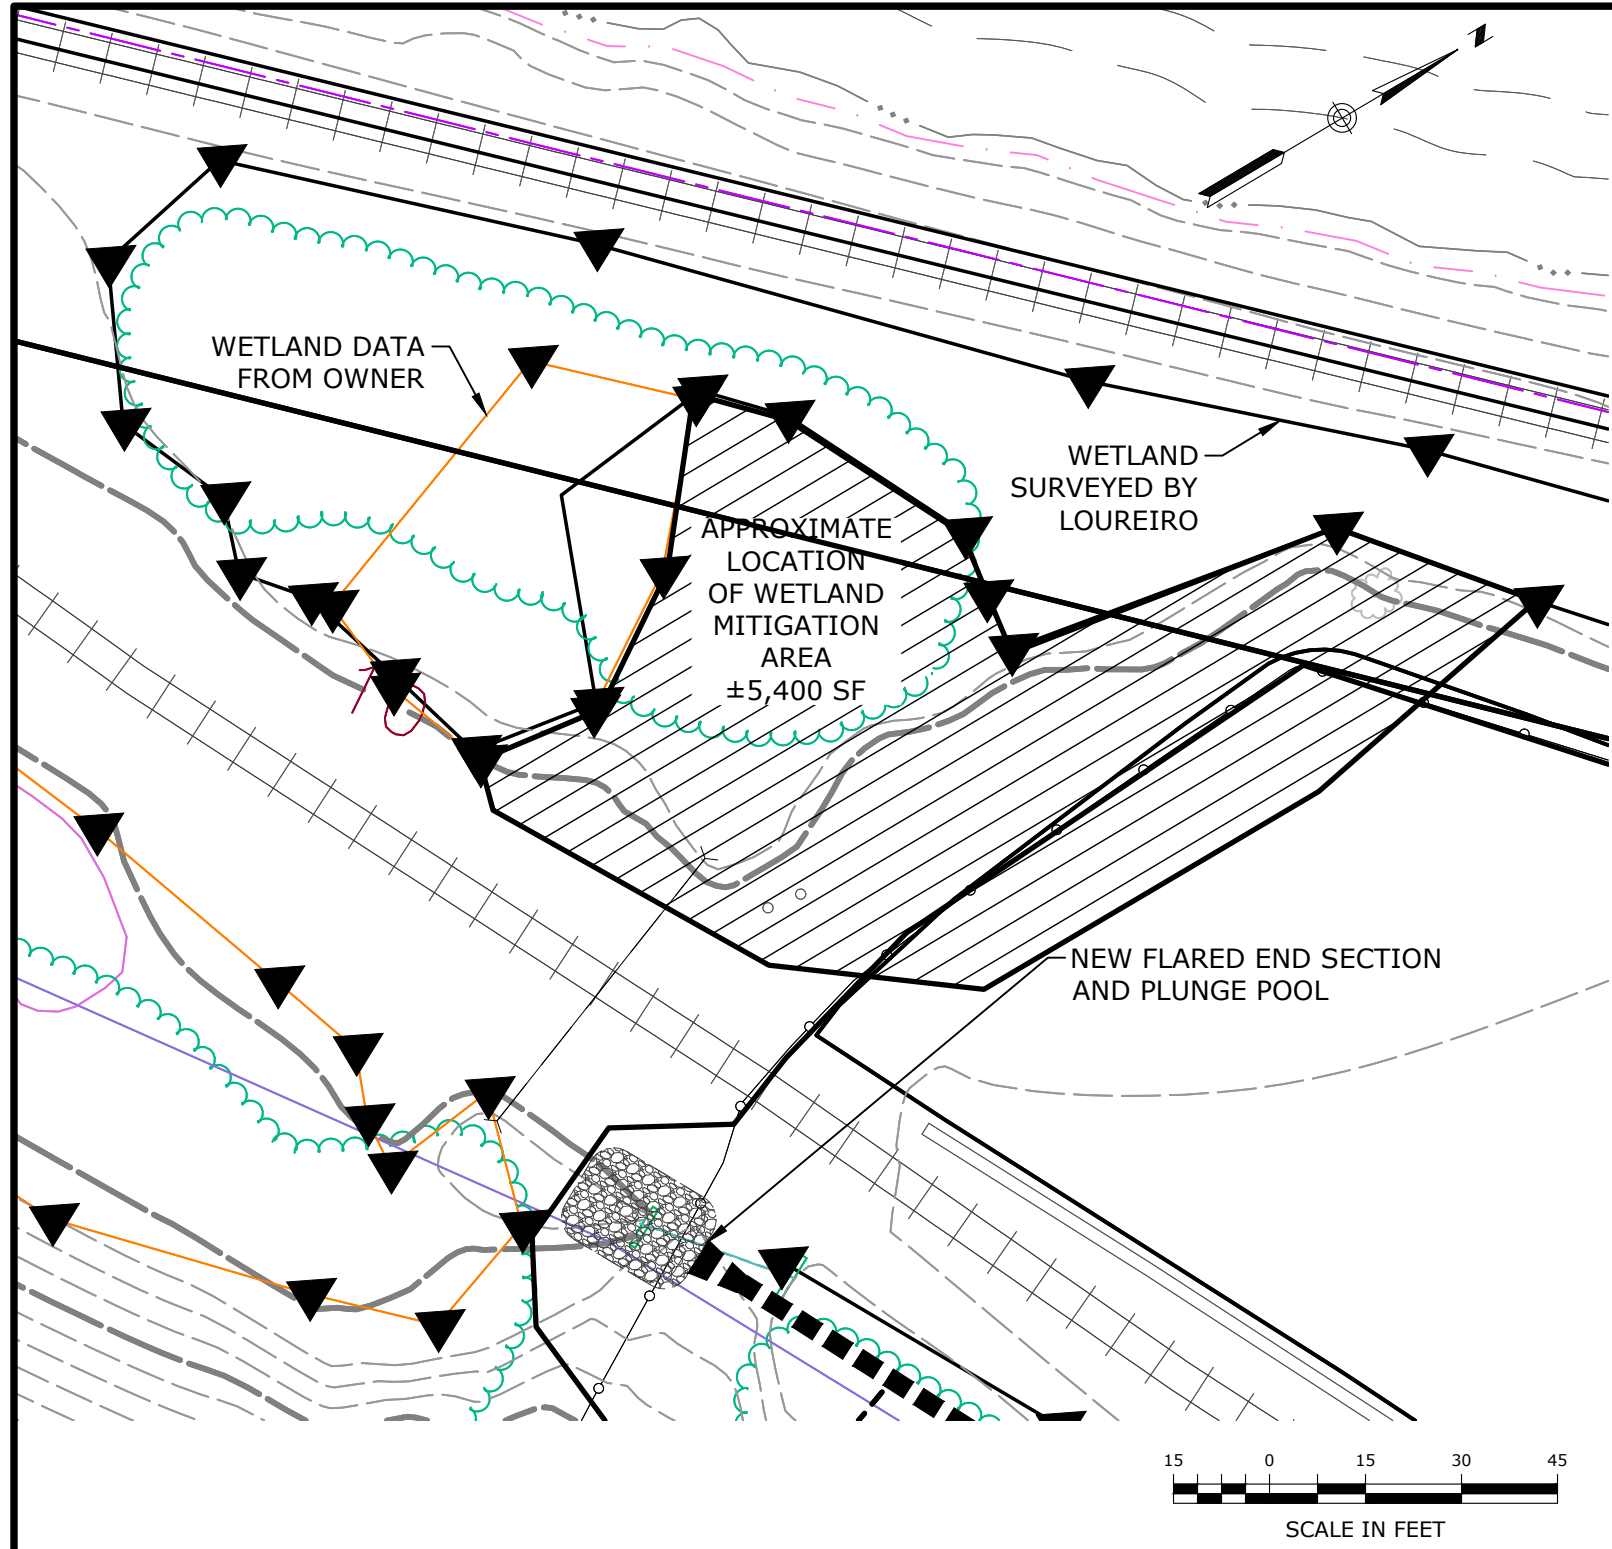 N
WETLAND DATA
FROM OWNER
WETLAND
SURVEYED BY
LOUREIRO
APPROXIMATE
LOCATION
OF WETLAND
MITIGATION
AREA
±5,400 SF
NEW FLARED END SECTION
AND PLUNGE POOL
15 0 15 30 45
SCALE IN FEET